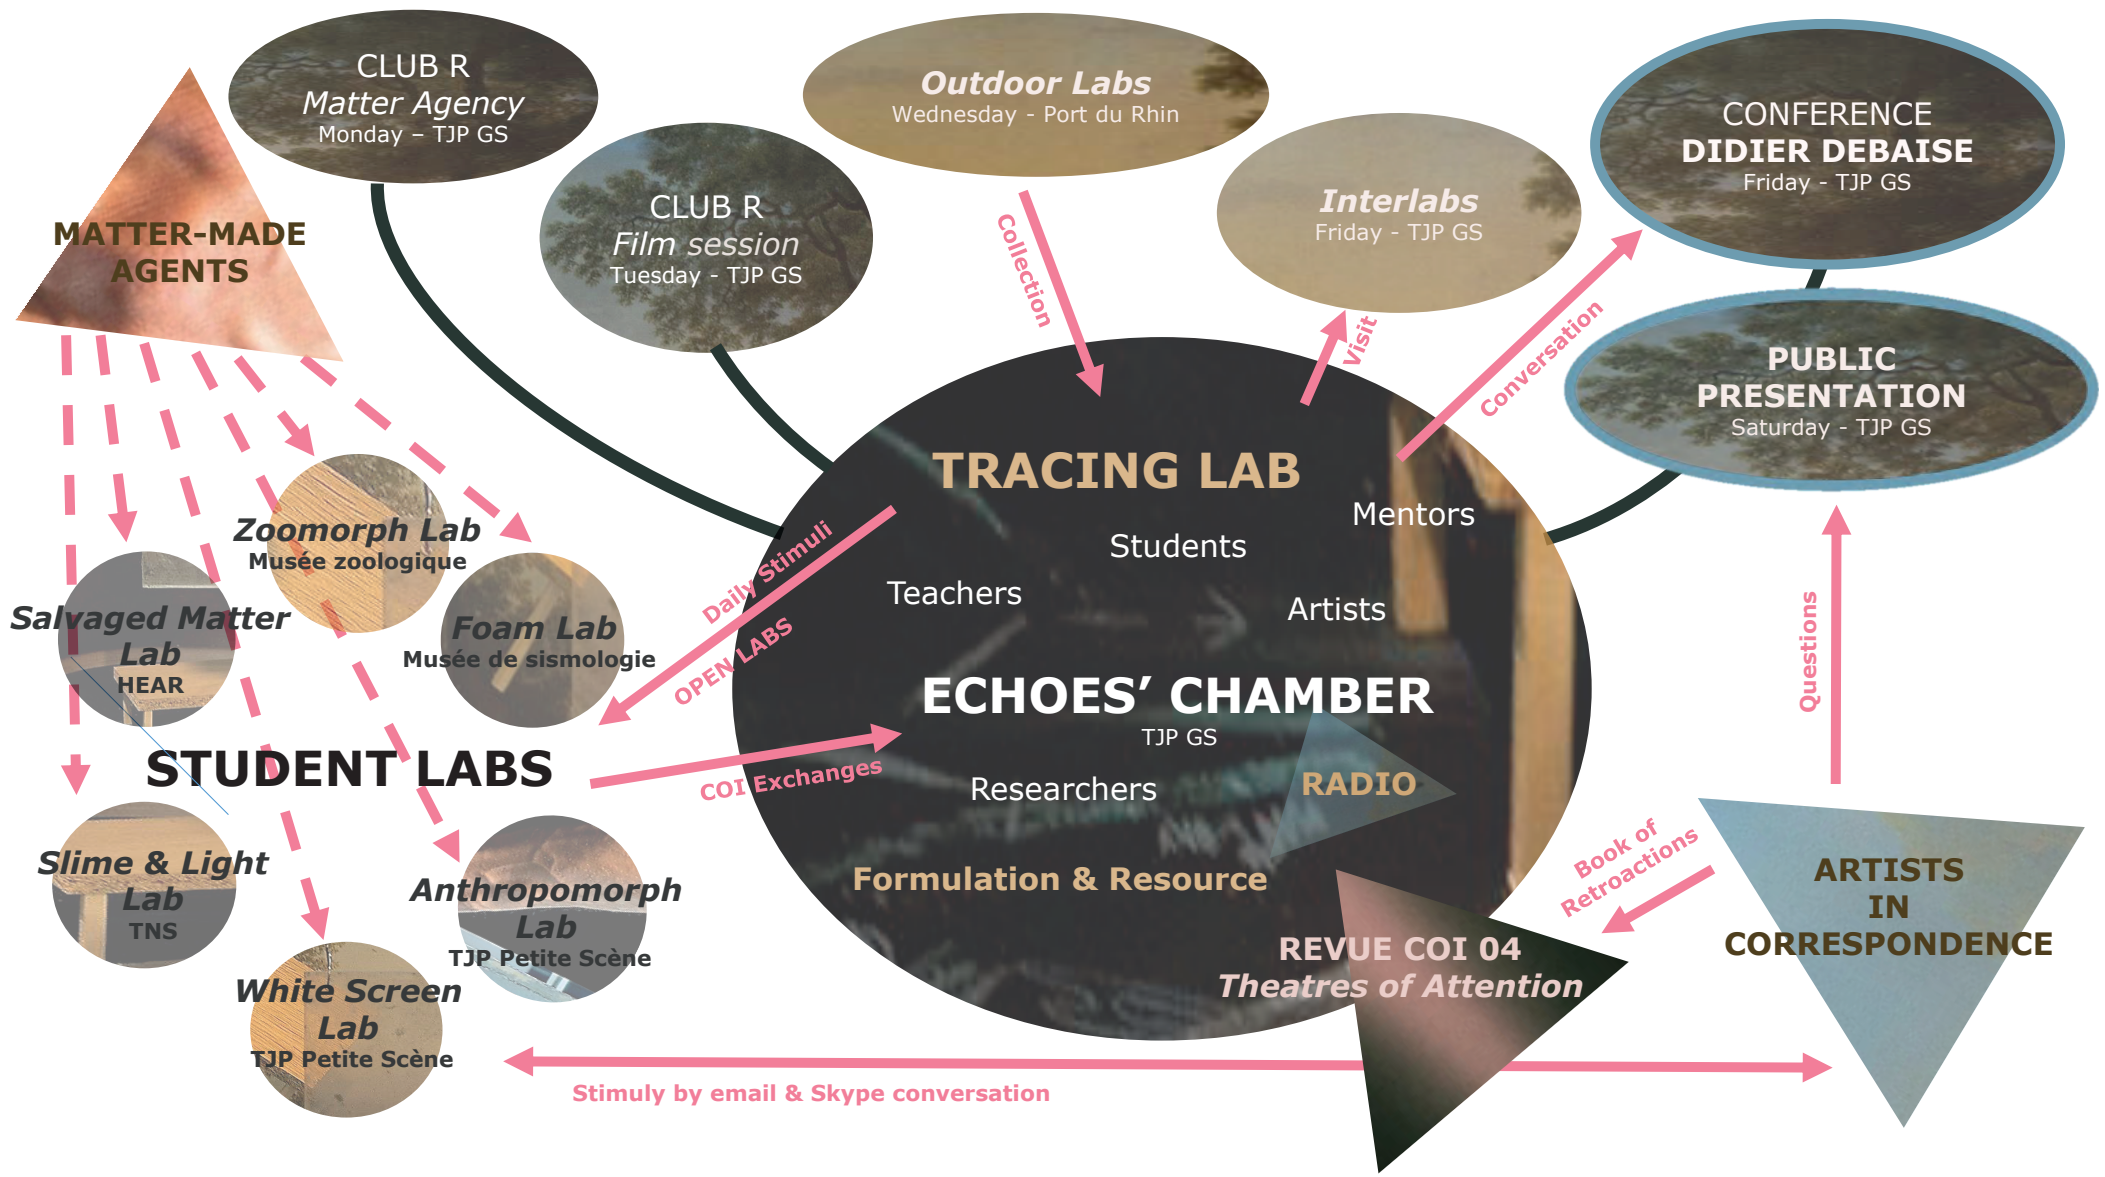 CLUB R
Matter Agency
Monday – TJP GS
CLUB R
Film session
Tuesday - TJP GS
Outdoor Labs
Wednesday - Port du Rhin
Interlabs
Friday - TJP GS
CONFERENCE
DIDIER DEBAISE
Friday - TJP GS
PUBLIC
PRESENTATION
Saturday - TJP GS
MATTER-MADE
AGENTS
Collection
Visit
Conversation
Zoomorph Lab
Musée zoologique
Salvaged Matter
Lab
HEAR
Foam Lab
Musée de sismologie
Daily Stimuli
OPEN LABS
TRACING LAB
Mentors
Students
Teachers
Artists
ECHOES’ CHAMBER
TJP GS
Researchers
RADIO
Formulation & Resource
Questions
STUDENT LABS
COI Exchanges
Slime & Light
Lab
TNS
Anthropomorph
Lab
TJP Petite Scène
White Screen
Lab
TJP Petite Scène
Book of
Retroactions
ARTISTS
IN
CORRESPONDENCE
REVUE COI 04
Theatres of Attention
Stimuly by email & Skype conversation